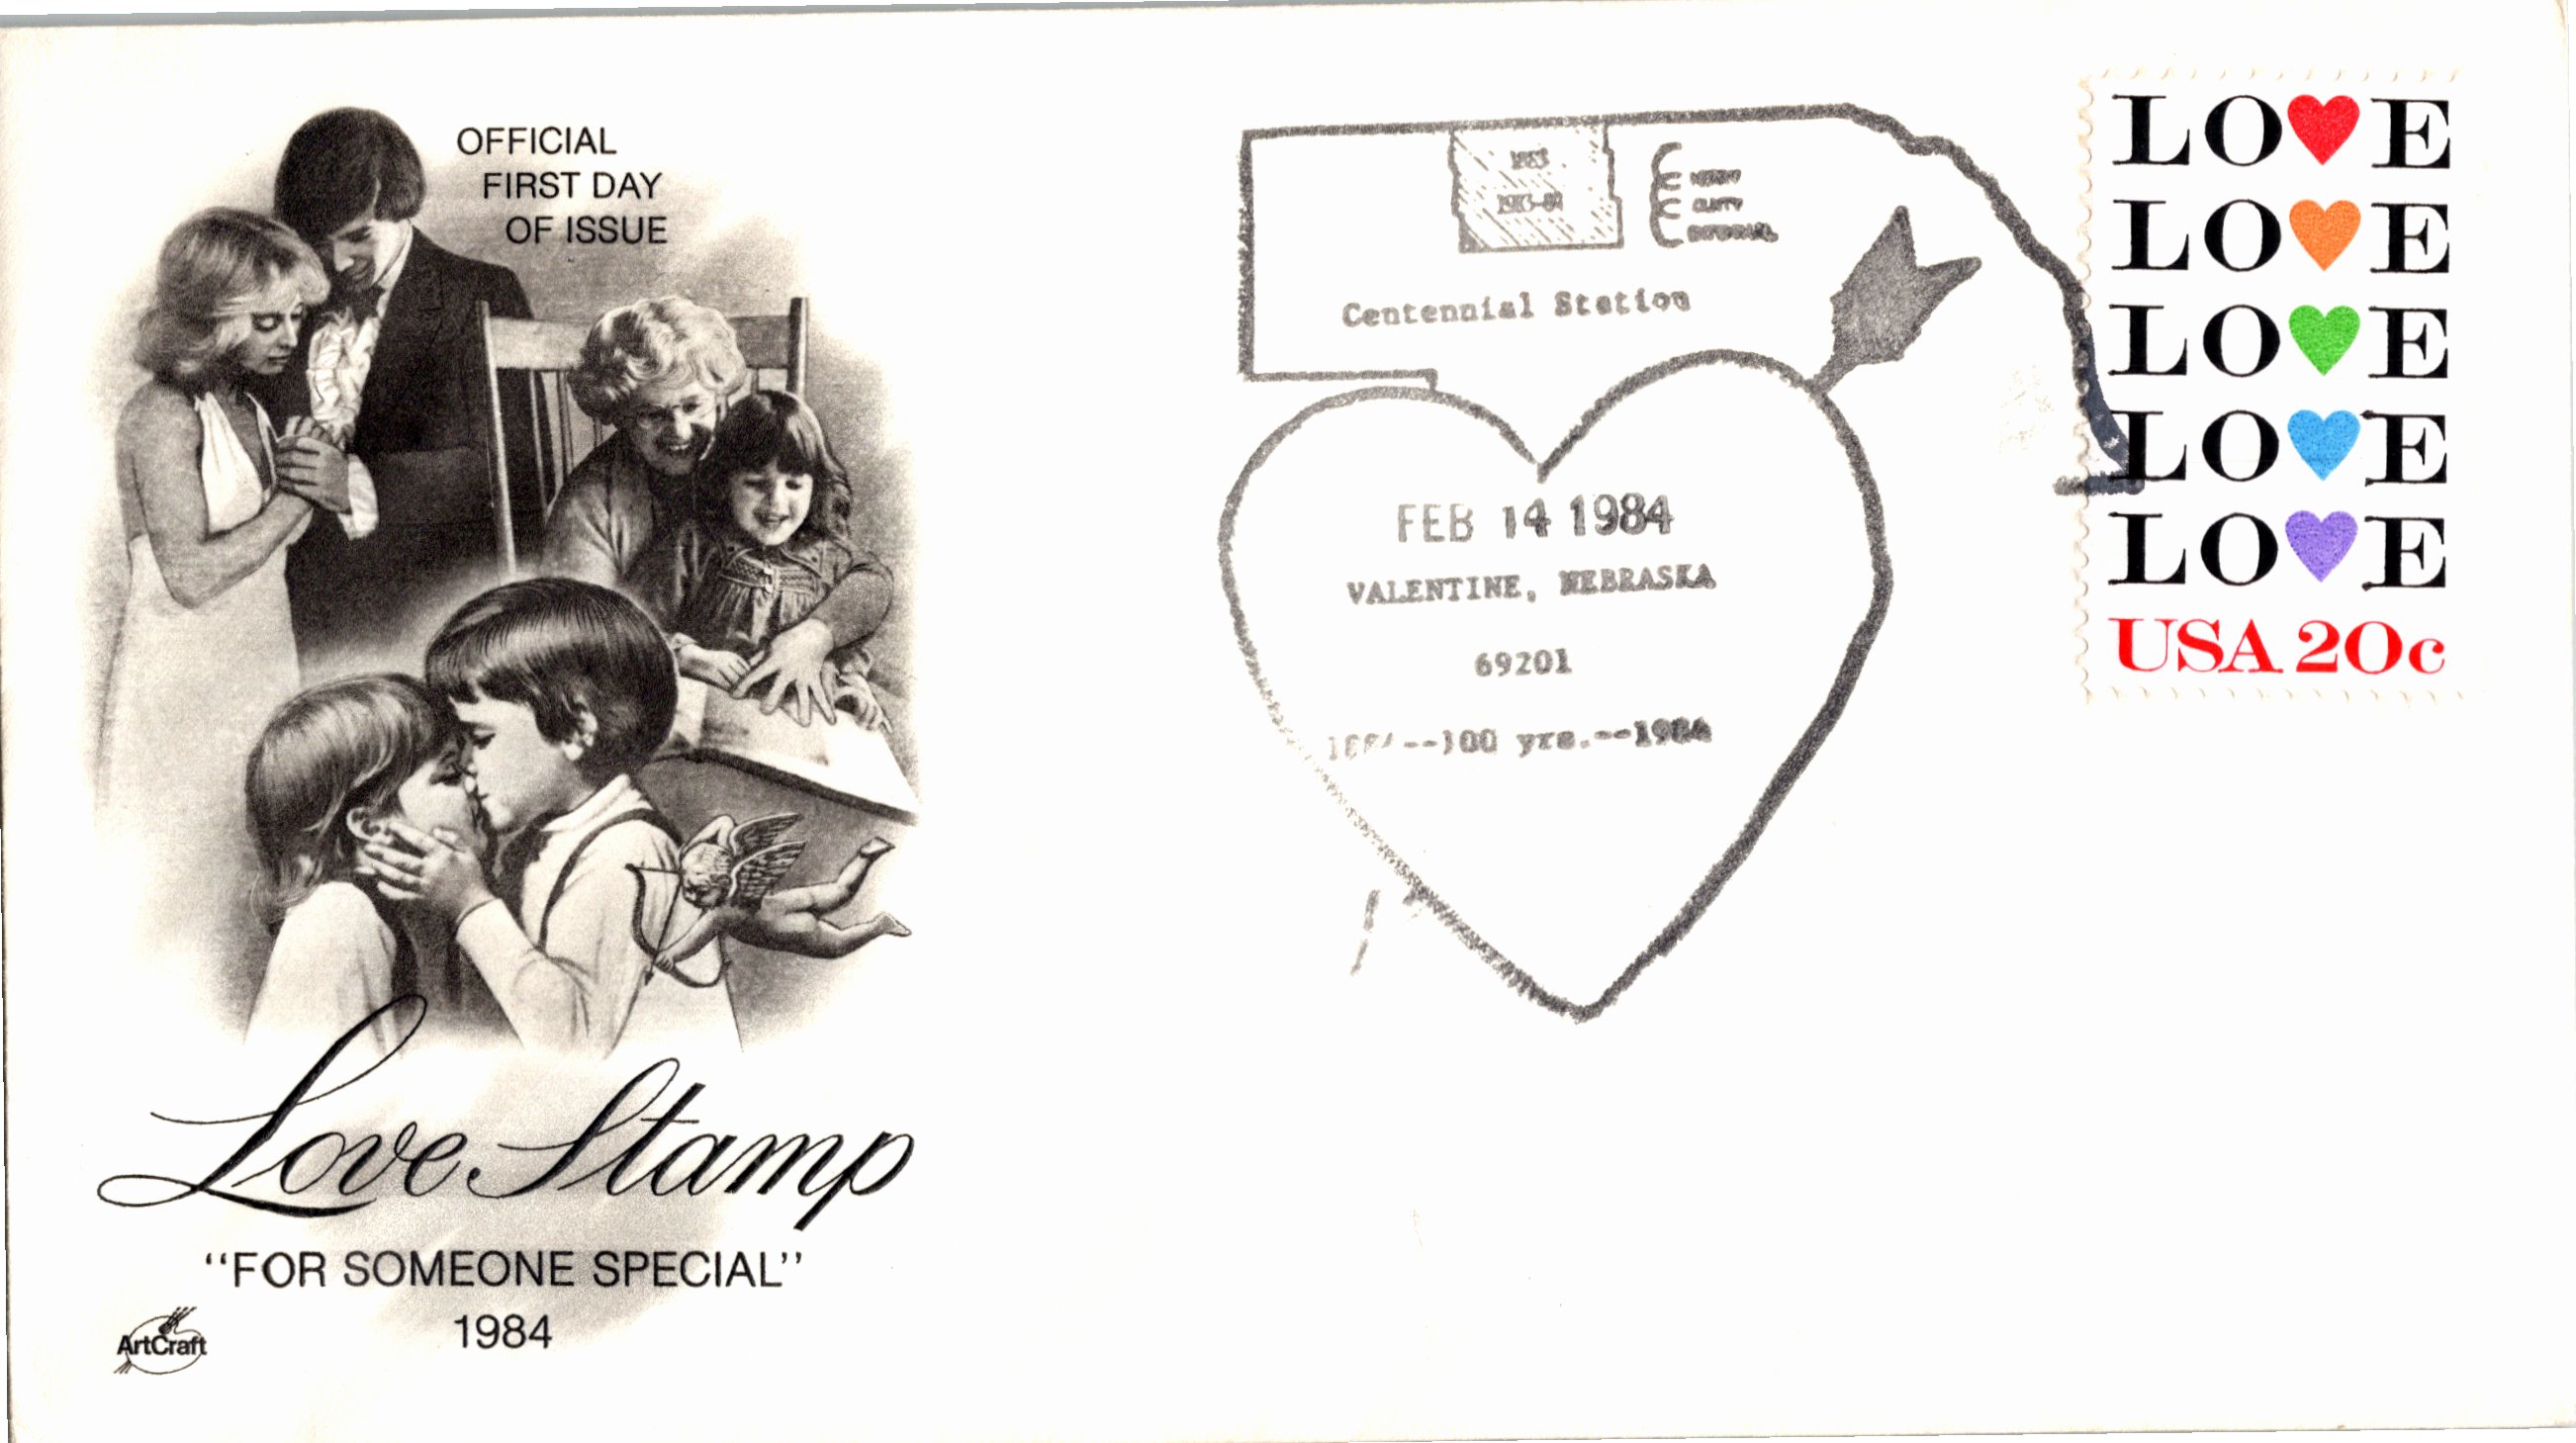 OFFICIAL
FIRST DAY
OF ISSUE
Love Stamp
“FOR SOMEONE SPECIAL”
1984
ArtCraft
Centennial Station
FEB 14 1984
VALENTINE, NEBRASKA
69201
--100 yrs.--1984
LOVE
LOVE
LOVE
LOVE
LOVE
USA 20c